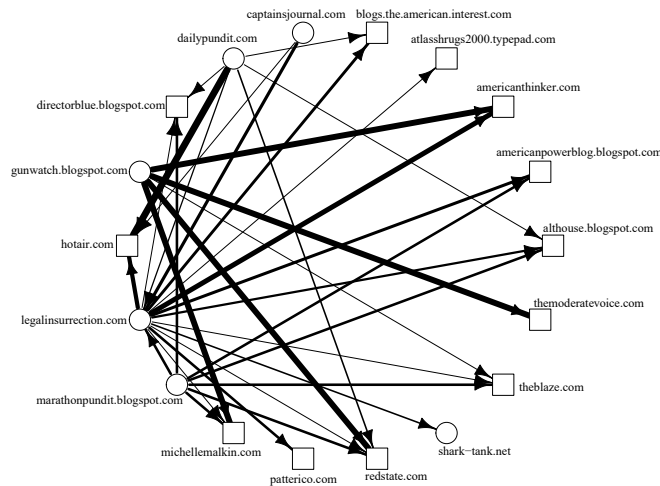 captainsjournal.com
blogs.the.american.interest.com
dailypundit.com
atlasshrugs2000.typepad.com
directorblue.blogspot.com
americanthinker.com
gunwatch.blogspot.com
americanpowerblog.blogspot.com
hotair.com
althouse.blogspot.com
legalinsurrection.com
themoderatevoice.com
marathonpundit.blogspot.com
theblaze.com
michellemalkin.com
shark−tank.net
patterico.com
redstate.com